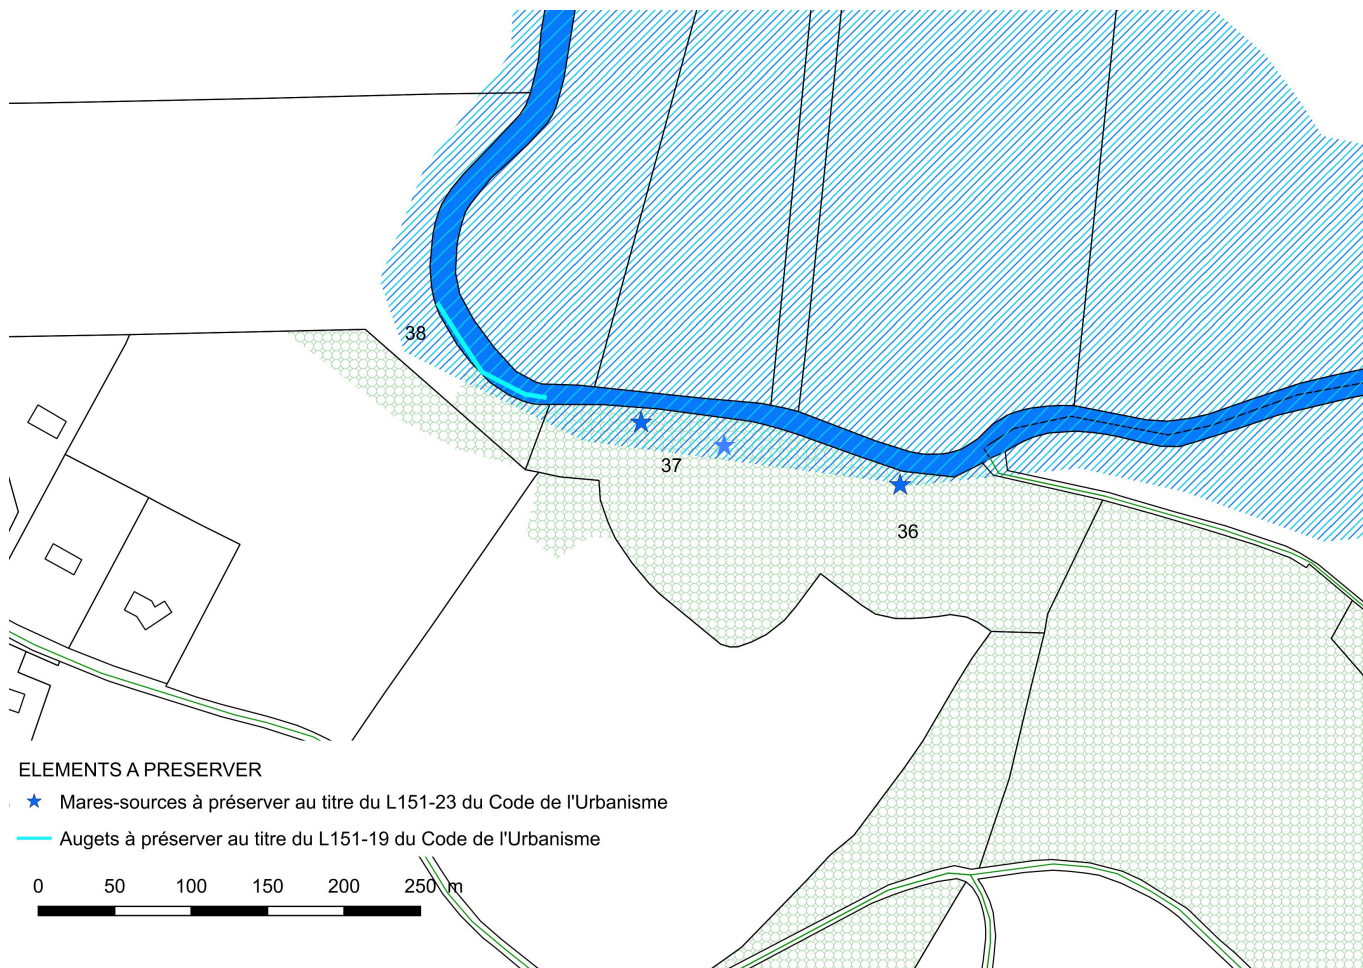 38
37
36
ELEMENTS A PRESERVER
Mares-sources à préserver au titre du L151-23 du Code de l'Urbanisme
Augets à préserver au titre du L151-19 du Code de l'Urbanisme
0 50 100 150 200 250 m